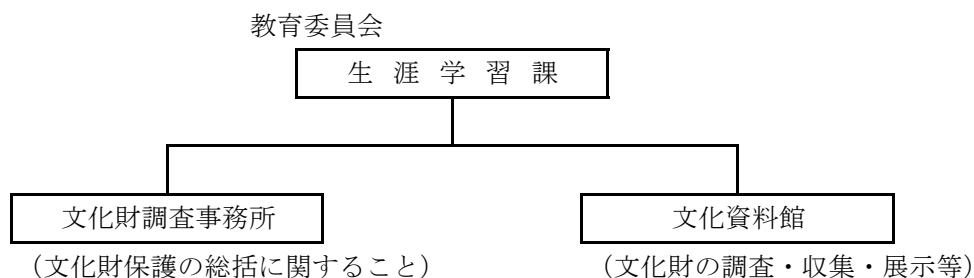 教育委員会
生涯学習課
文化財調査事務所
文化資料館
（文化財保護の総括に関すること）
（文化財の調査・収集・展示等）